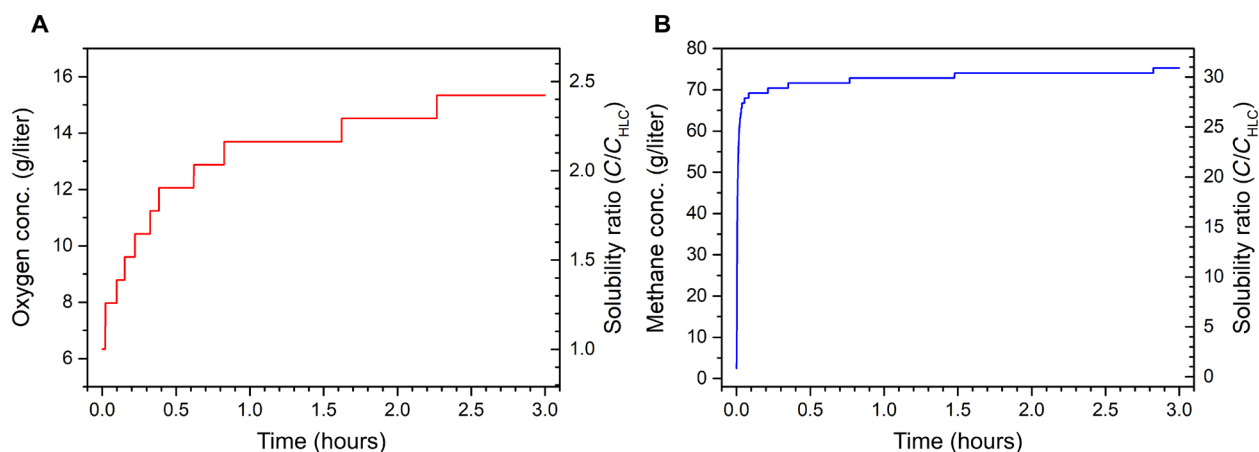 A
Oxygen conc. (g/liter)
16
14
12
10
8
6
2.5
2.0
1.5
1.0
Solubility ratio (C/C_HLC)
0.0 0.5 1.0 1.5 2.0 2.5 3.0
Time (hours)
B
Methane conc. (g/liter)
80
70
60
50
40
30
20
10
0
30
25
20
15
10
5
0
Solubility ratio (C/C_HLC)
0.0 0.5 1.0 1.5 2.0 2.5 3.0
Time (hours)